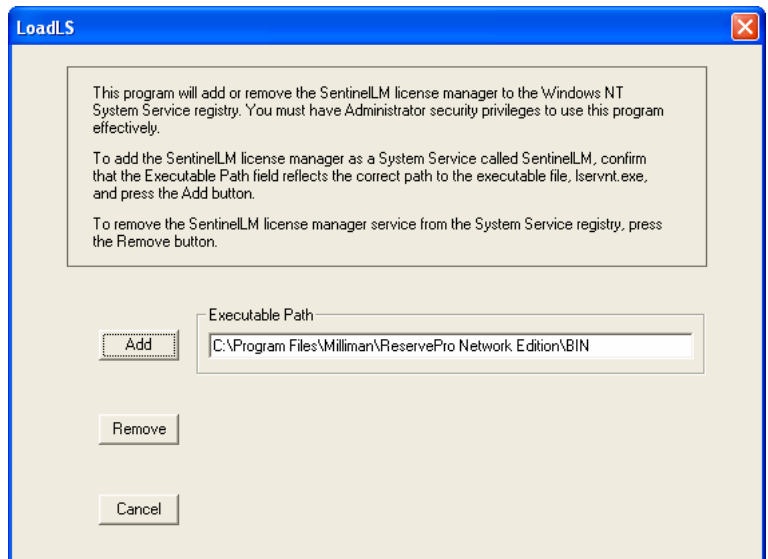 LoadLS
This program will add or remove the SentinelLM license manager to the Windows NT
System Service registry. You must have Administrator security privileges to use this program
effectively.
To add the SentinelLM license manager as a System Service called SentinelLM, confirm
that the Executable Path field reflects the correct path to the executable file, lservnt.exe,
and press the Add button.
To remove the SentinelLM license manager service from the System Service registry, press
the Remove button.
Executable Path
Add
C:\Program Files\Milliman\ReservePro Network Edition\BIN
Remove
Cancel